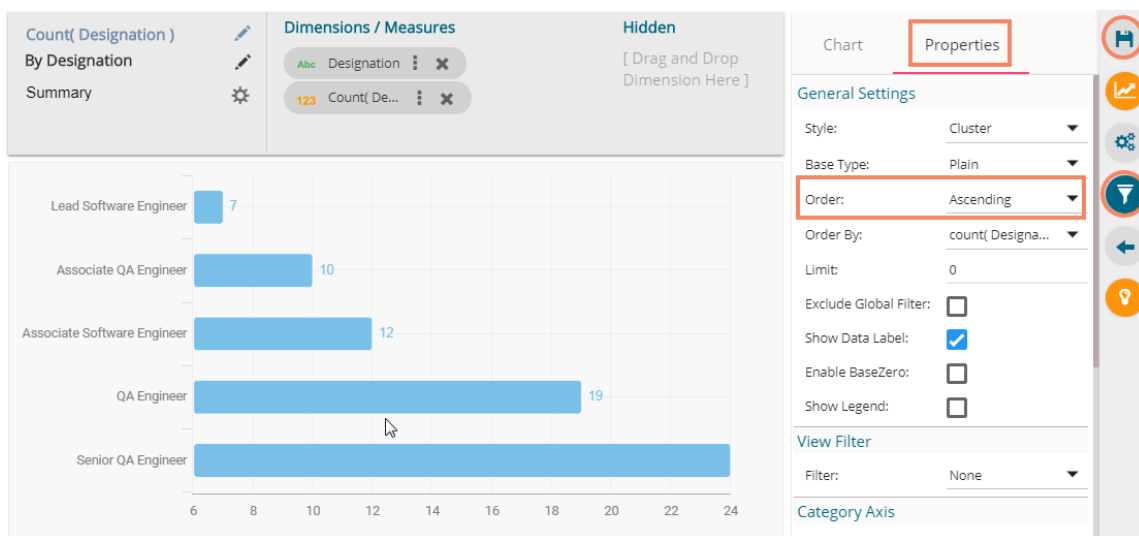 Count( Designation )
By Designation
Summary
Dimensions / Measures
Abc Designation
123 Count( De...
Hidden
[ Drag and Drop
Dimension Here ]
Lead Software Engineer 7
Associate QA Engineer 10
Associate Software Engineer 12
QA Engineer 19
Senior QA Engineer
6 8 10 12 14 16 18 20 22 24
Chart Properties
General Settings
Style: Cluster
Base Type: Plain
Order: Ascending
Order By: count( Designa...
Limit: 0
Exclude Global Filter:
Show Data Label:
Enable BaseZero:
Show Legend:
View Filter
Filter: None
Category Axis